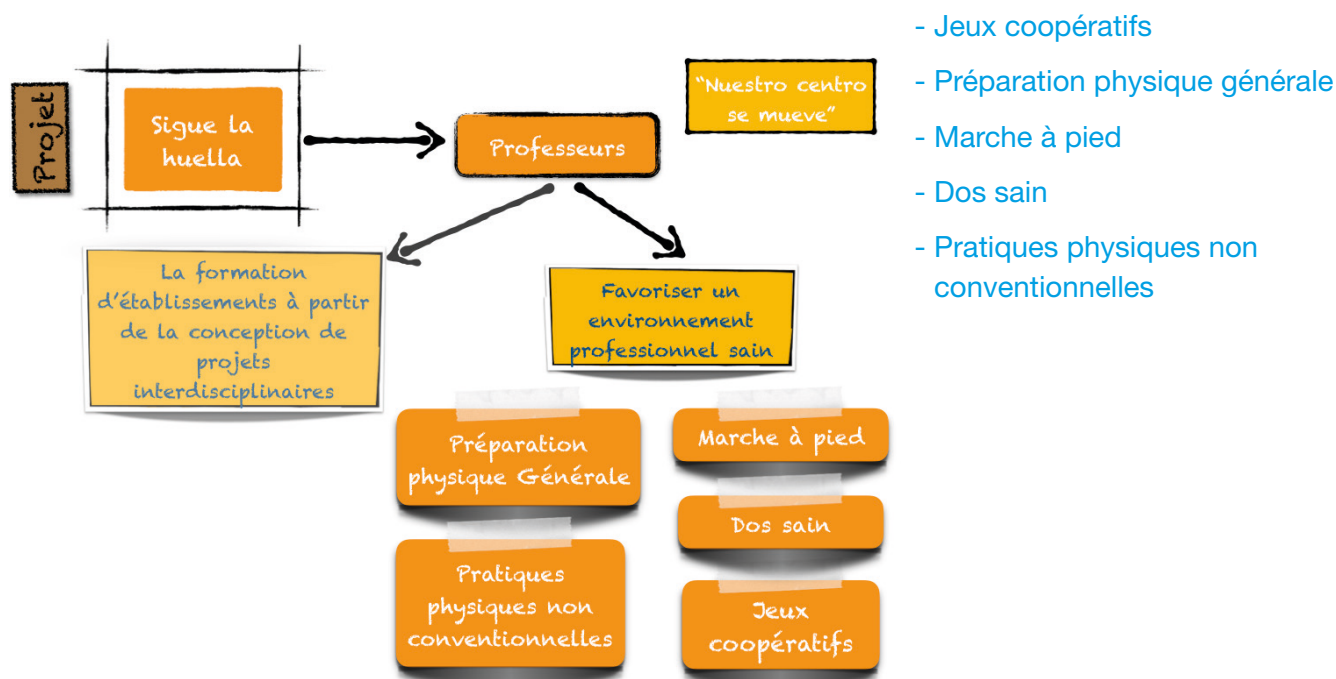 Projet
Sigue la
huella
Professeurs
"Nuestro centro
se mueve"
La formation
d'établissements à partir
de la conception de
projets
interdisciplinaires
Favoriser un
environnement
professionnel sain
Préparation
physique Générale
Marche à pied
Dos sain
Pratiques
physiques non
conventionnelles
Jeux
coopératifs
- Jeux coopératifs
- Préparation physique générale
- Marche à pied
- Dos sain
- Pratiques physiques non
conventionnelles